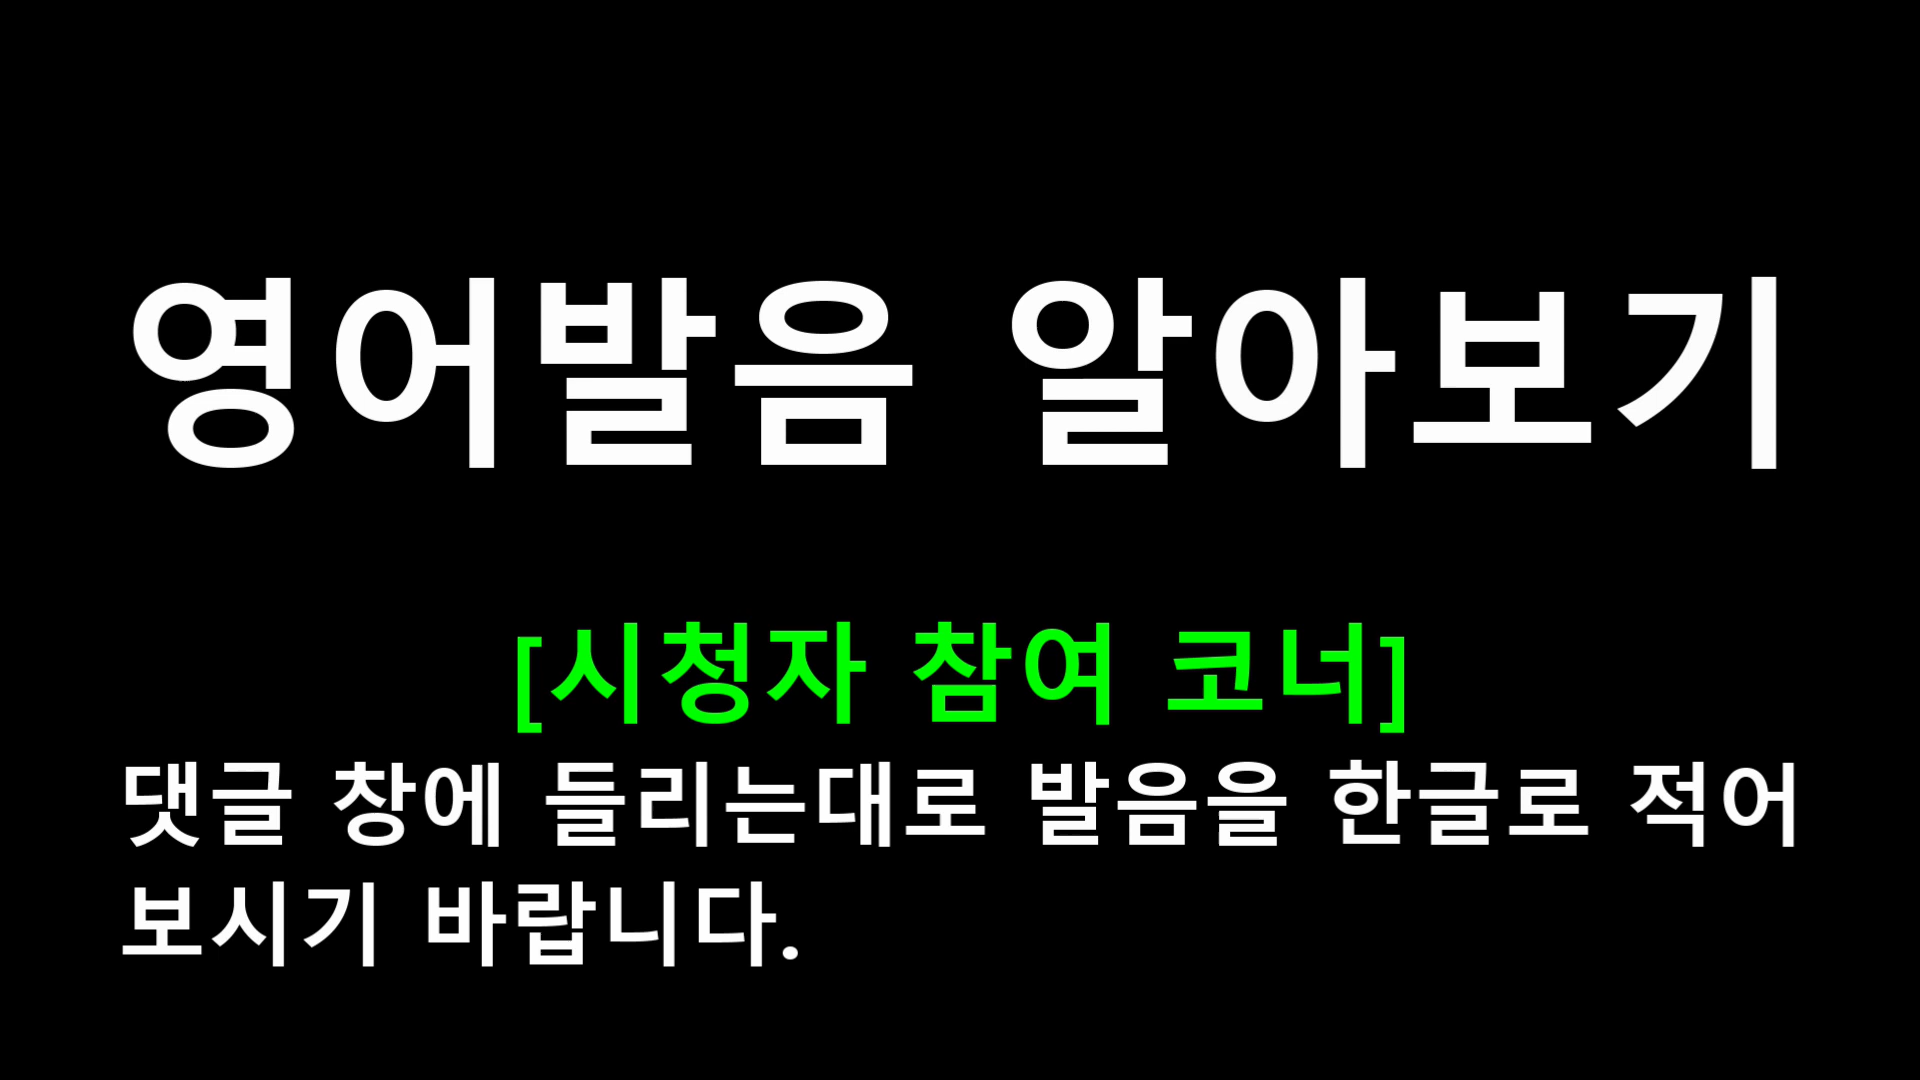 영어발음 알아보기
[시청자 참여 코너]
댓글 창에 들리는대로 발음을 한글로 적어
보시기 바랍니다.